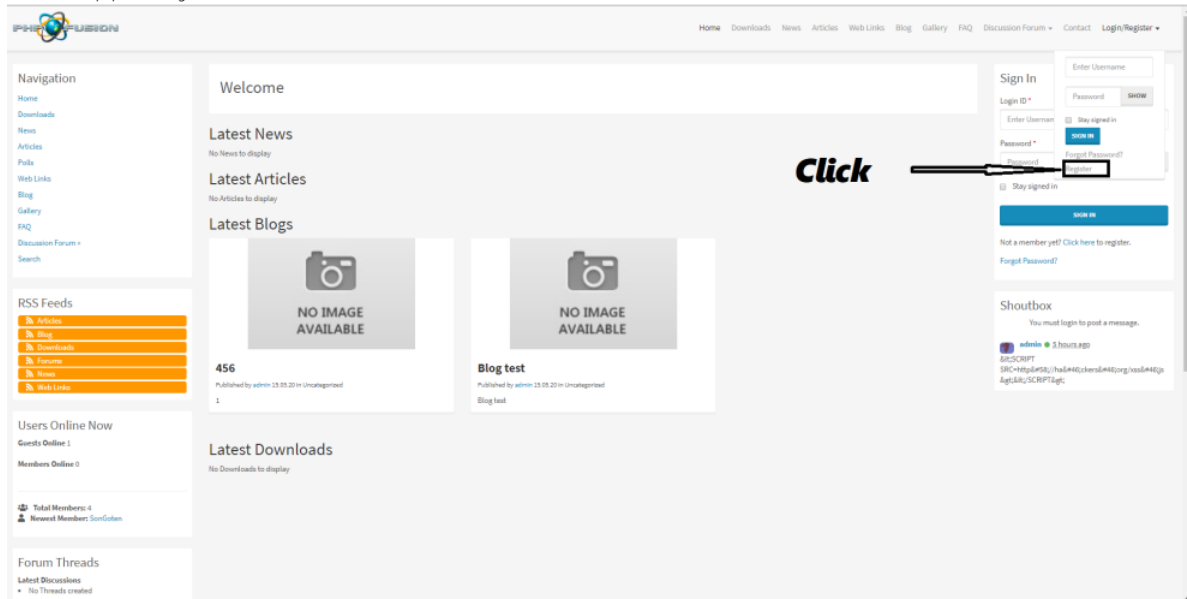 PHP FUSION
Home Downloads News Articles Web Links Blog Gallery FAQ Discussion Forum Contact Login/Register
Navigation
Home
Downloads
News
Articles
Polls
Web Links
Blog
Gallery
FAQ
Discussion Forum »
Search
RSS Feeds
Articles
Blog
Downloads
Forums
News
Web Links
Users Online Now
Guests Online 1
Members Online 0
Total Members: 4
Newest Member: SonGoten
Forum Threads
Latest Discussions
• No Threads created
Welcome
Latest News
No News to display
Latest Articles
No Articles to display
Latest Blogs
NO IMAGE
AVAILABLE
456
Published by admin 15.05.20 in Uncategorized
1
NO IMAGE
AVAILABLE
Blog test
Published by admin 15.05.20 in Uncategorized
Blog test
Latest Downloads
No Downloads to display
Click
Enter Username
Password SHOW
Stay signed in
SIGN IN
Forgot Password?
Register
Sign In
Login ID *
Enter Usernam
Password *
Password
Stay signed in
SIGN IN
Not a member yet? Click here to register.
Forgot Password?
Shoutbox
You must login to post a message.
admin 5 hours ago
&lt;SCRIPT
SRC=http&#58;//ha&#46;ckers&#46;org/xss&#46;js
&gt;&lt;/SCRIPT&gt;